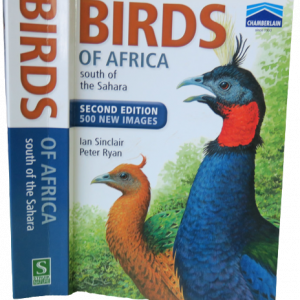 BIRDS
OF AFRICA
south of the Sahara
S
BIRDS
OF AFRICA
south of
the Sahara
SECOND EDITION
500 NEW IMAGES
Ian Sinclair
Peter Ryan
CHAMBERLAIN